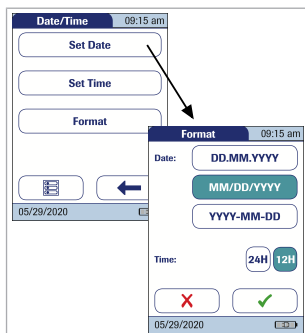 Date/Time 09:15 am
Set Date
Set Time
Format
05/29/2020
Format 09:15 am
Date: DD.MM.YYYY
MM/DD/YYYY
YYYY-MM-DD
Time: 24H 12H
05/29/2020